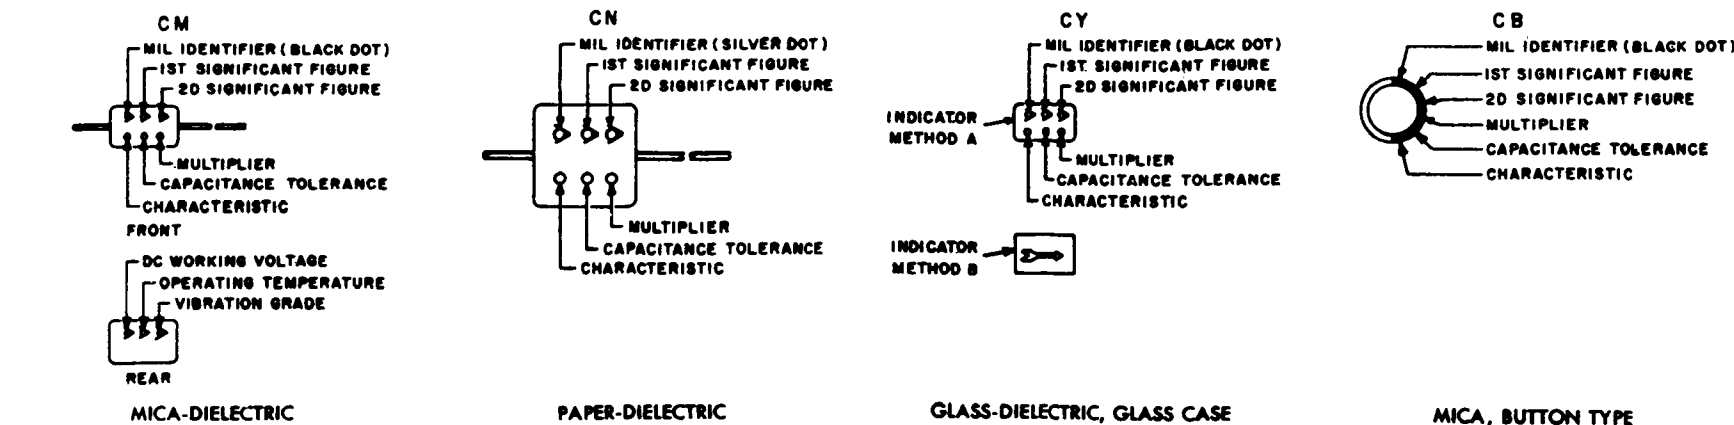 CM
MIL IDENTIFIER (BLACK DOT)
1ST SIGNIFICANT FIGURE
2D SIGNIFICANT FIGURE
MULTIPLIER
CAPACITANCE TOLERANCE
CHARACTERISTIC
FRONT
DC WORKING VOLTAGE
OPERATING TEMPERATURE
VIBRATION GRADE
REAR
MICA-DIELECTRIC
CN
MIL IDENTIFIER (SILVER DOT)
1ST SIGNIFICANT FIGURE
2D SIGNIFICANT FIGURE
MULTIPLIER
CAPACITANCE TOLERANCE
CHARACTERISTIC
PAPER-DIELECTRIC
CY
MIL IDENTIFIER (BLACK DOT)
1ST SIGNIFICANT FIGURE
2D SIGNIFICANT FIGURE
INDICATOR
METHOD A
MULTIPLIER
CAPACITANCE TOLERANCE
CHARACTERISTIC
INDICATOR
METHOD B
GLASS-DIELECTRIC, GLASS CASE
CB
MIL IDENTIFIER (BLACK DOT)
1ST SIGNIFICANT FIGURE
2D SIGNIFICANT FIGURE
MULTIPLIER
CAPACITANCE TOLERANCE
CHARACTERISTIC
MICA, BUTTON TYPE